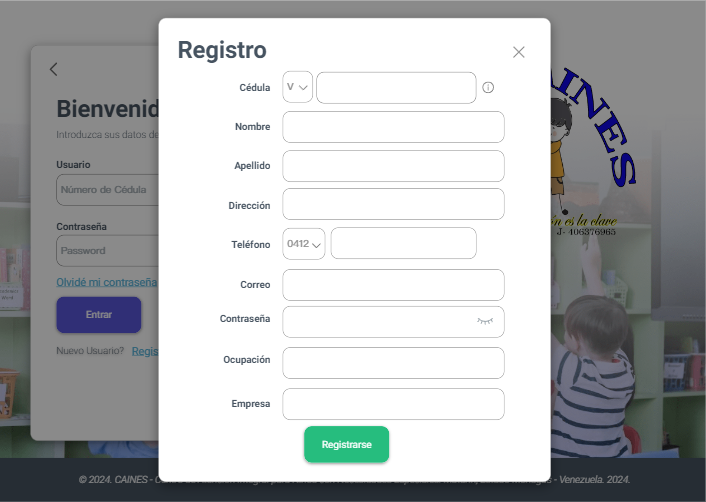 Registro
Cédula V
Nombre
Apellido
Dirección
Teléfono 0412
Correo
Contraseña
Ocupación
Empresa
Registrarse
Bienvenid
Introduzca sus datos de
Usuario
Número de Cédula
Contraseña
Password
Olvidé mi contraseña
Entrar
Nuevo Usuario? Regis
AINES
ón es la clave
J- 406376965
© 2024. CAINES - - Venezuela. 2024.